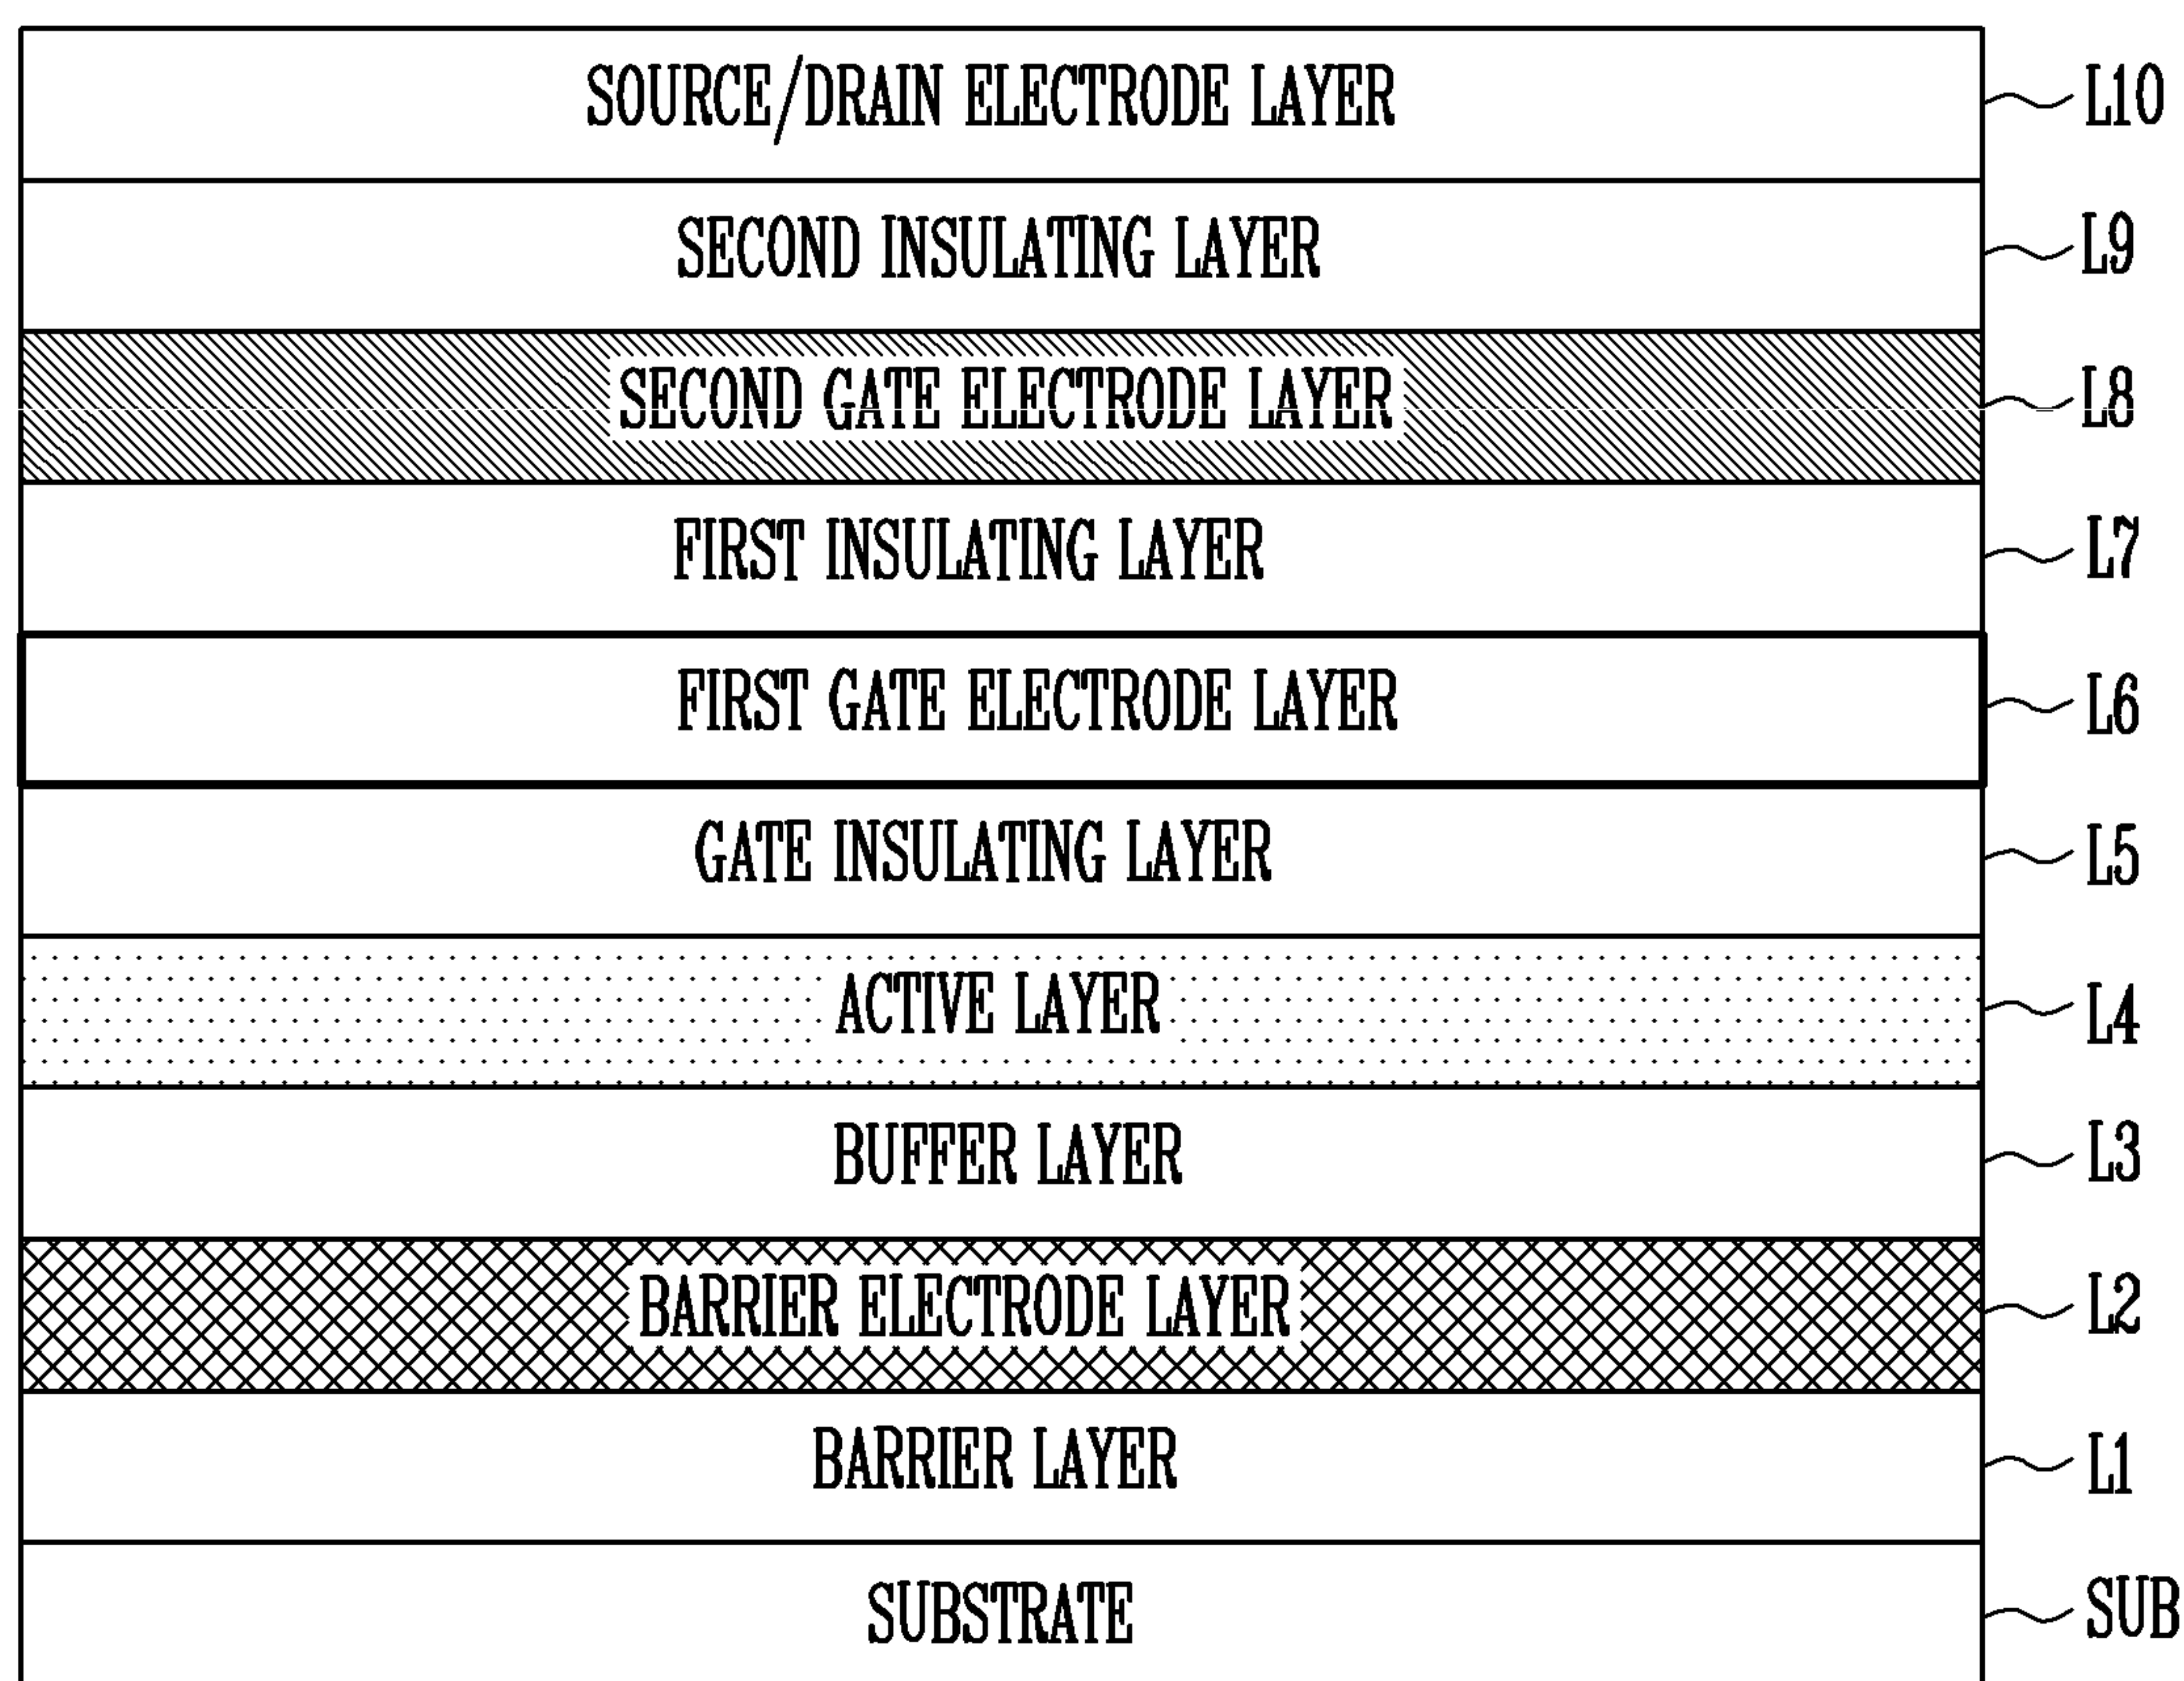 SOURCE/DRAIN ELECTRODE LAYER L10
SECOND INSULATING LAYER L9
SECOND GATE ELECTRODE LAYER L8
FIRST INSULATING LAYER L7
FIRST GATE ELECTRODE LAYER L6
GATE INSULATING LAYER L5
ACTIVE LAYER L4
BUFFER LAYER L3
BARRIER ELECTRODE LAYER L2
BARRIER LAYER L1
SUBSTRATE SUB